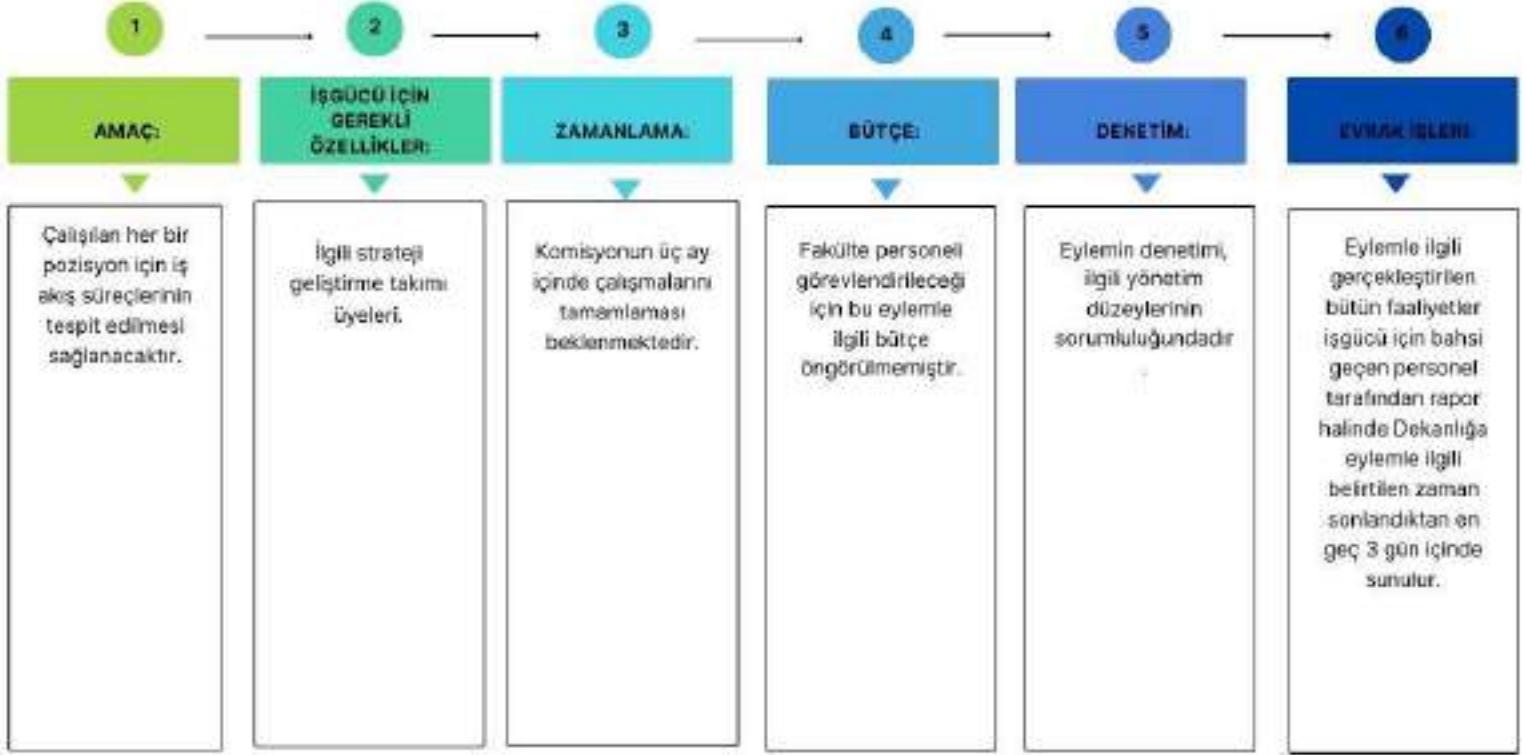 1
2
3
4
5
6
AMAÇ:
İŞGÜCÜ İÇİN
GEREKLİ
ÖZELLİKLER:
ZAMANLAMA:
BÜTÇE:
DENETİM:
EVRAK İŞLERİ:
Çalışılan her bir
pozisyon için iş
akış süreçlerinin
tespit edilmesi
sağlanacaktır.
İlgili strateji
geliştirme takımı
üyeleri.
Komisyonun üç ay
içinde çalışmalarını
tamamlaması
beklenmektedir.
Fakülte personeli
görevlendirileceği
için bu eylemle
ilgili bütçe
öngörülmemiştir.
Eylemin denetimi,
ilgili yönetim
düzeylerinin
sorumluluğundadır
.
Eylemle ilgili
gerçekleştirilen
bütün faaliyetler
işgücü için bahsi
geçen personel
tarafından rapor
halinde Dekanlığa
eylemle ilgili
belirtilen zaman
sonlandıktan en
geç 3 gün içinde
sunulur.